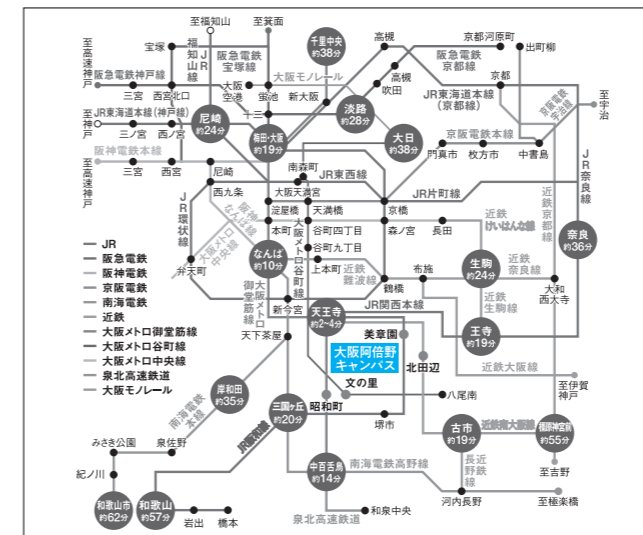 至福知山
至箕面
至高速神戸
宝塚
福知山線
JR
阪急電鉄宝塚線
千里中央
約38分
高槻
京都河原町
出町柳
阪急電鉄京都線
大阪モノレール
阪急電鉄神戸線
三宮
西宮北口
大阪空港
蛍池
新大阪
高槻
吹田
京都
JR東海道本線
(京都線)
京阪電鉄宇治線
至宇治
十三
淡路
約28分
至神戸
JR東海道本線(神戸線)
三ノ宮
西ノ宮
尼崎
約24分
梅田・大阪
約19分
大日
約38分
京阪電鉄本線
門真市
枚方市
中書島
至高速神戸
阪神電鉄本線
三宮
西宮
尼崎
南森町
JR東西線
JR片町線
JR奈良線
西九条
大阪天満宮
淀屋橋
天満橋
京橋
近鉄京都線
JR環状線
阪神なんば線
本町
谷町四丁目
森ノ宮
長田
近鉄
けいはんな線
大阪メトロ谷町線
谷町九丁目
大阪メトロ
中央線
なんば
約10分
上本町
近鉄
難波線
布施
生駒
約24分
近鉄
奈良線
奈良
約36分
弁天町
鶴橋
大和
西大寺
大阪メトロ
御堂筋線
新今宮
天王寺
約2~4分
JR関西本線
近鉄
生駒線
王寺
約19分
天下茶屋
美章園
大阪阿倍野
キャンパス
北田辺
近鉄大阪線
至伊賀
神戸
文の里
昭和町
八尾南
JR
阪急電鉄
阪神電鉄
京阪電鉄
南海電鉄
近鉄
大阪メトロ御堂筋線
大阪メトロ谷町線
大阪メトロ中央線
泉北高速鉄道
大阪モノレール
岸和田
約35分
南海電鉄
本線
三国ヶ丘
約20分
堺市
古市
約19分
近鉄南大阪線
橿原神宮前
約55分
みさき公園
泉佐野
JR阪和線
中百舌鳥
約14分
南海電鉄高野線
近鉄
長野線
至吉野
紀ノ川
和歌山市
約62分
和歌山
約57分
岩出
橋本
泉北高速鉄道
和泉中央
河内長野
至極楽橋